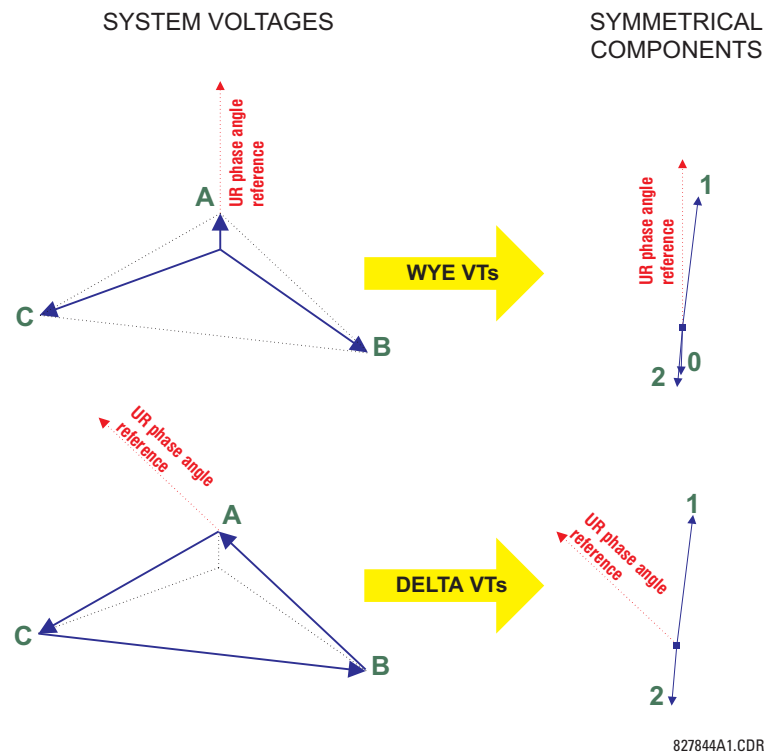 SYSTEM VOLTAGES
SYMMETRICAL
COMPONENTS
UR phase angle
reference
A
C
B
WYE VTs
UR phase angle
reference
1
2
0
UR phase angle
reference
A
C
B
DELTA VTs
UR phase angle
reference
1
2
827844A1.CDR